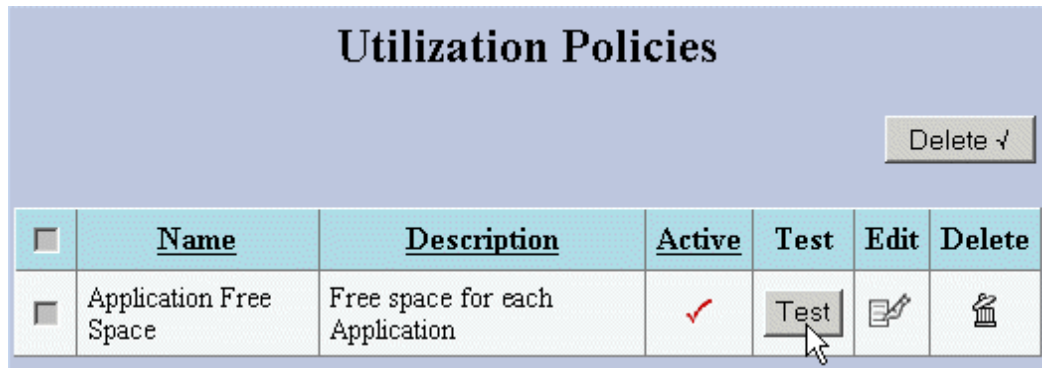 Utilization Policies
Delete √
Name Description Active Test Edit Delete
Application Free Space Free space for each Application Test